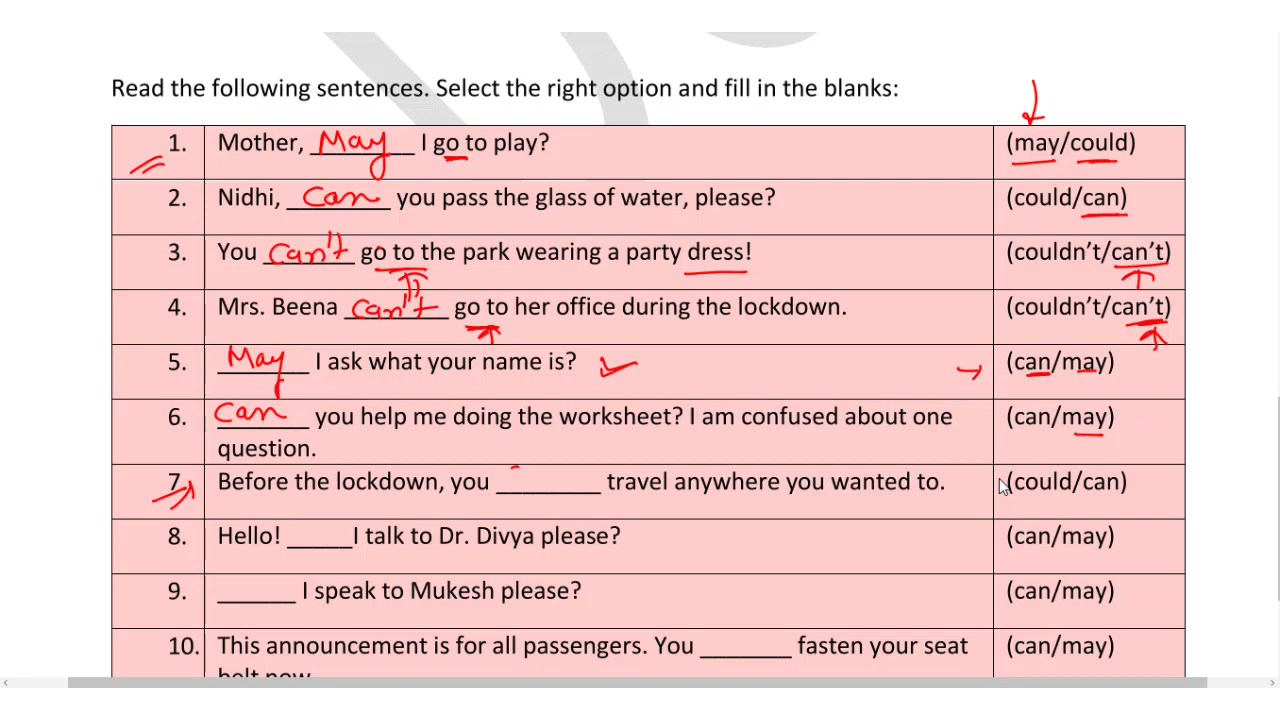 Read the following sentences. Select the right option and fill in the blanks:
1. Mother, May I go to play? (may/could)
2. Nidhi, Can you pass the glass of water, please? (could/can)
3. You Can't go to the park wearing a party dress! (couldn't/can't)
4. Mrs. Beena Can't go to her office during the lockdown. (couldn't/can't)
5. May I ask what your name is? (can/may)
6. Can you help me doing the worksheet? I am confused about one (can/may)
question.
7. Before the lockdown, you ________ travel anywhere you wanted to. (could/can)
8. Hello! _____I talk to Dr. Divya please? (can/may)
9. ______ I speak to Mukesh please? (can/may)
10. This announcement is for all passengers. You _______ fasten your seat (can/may)
belt now